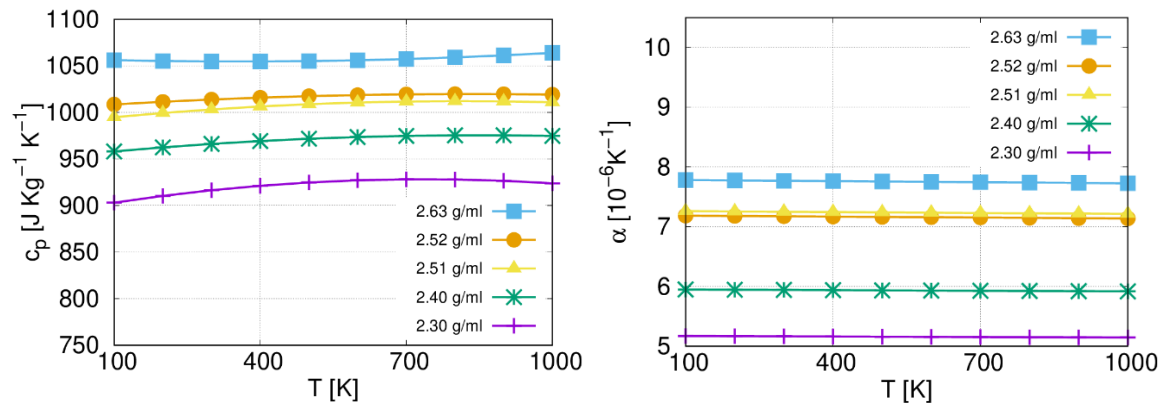 1100
1050
1000
950
900
850
800
750
100
400
700
1000
c_p [J Kg⁻¹ K⁻¹]
T [K]
2.63 g/ml
2.52 g/ml
2.51 g/ml
2.40 g/ml
2.30 g/ml
10
9
8
7
6
5
100
400
700
1000
α [10⁻⁶K⁻¹]
T [K]
2.63 g/ml
2.52 g/ml
2.51 g/ml
2.40 g/ml
2.30 g/ml